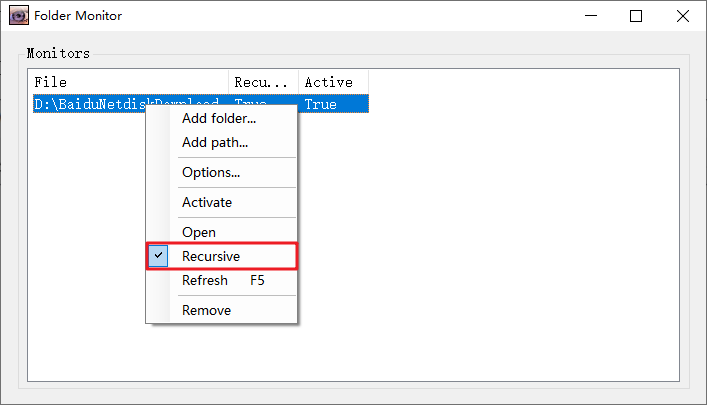 Folder Monitor
Monitors
File Recu... Active
D:\BaiduNetdiskDownload True True
Add folder...
Add path...
Options...
Activate
Open
Recursive
Refresh F5
Remove